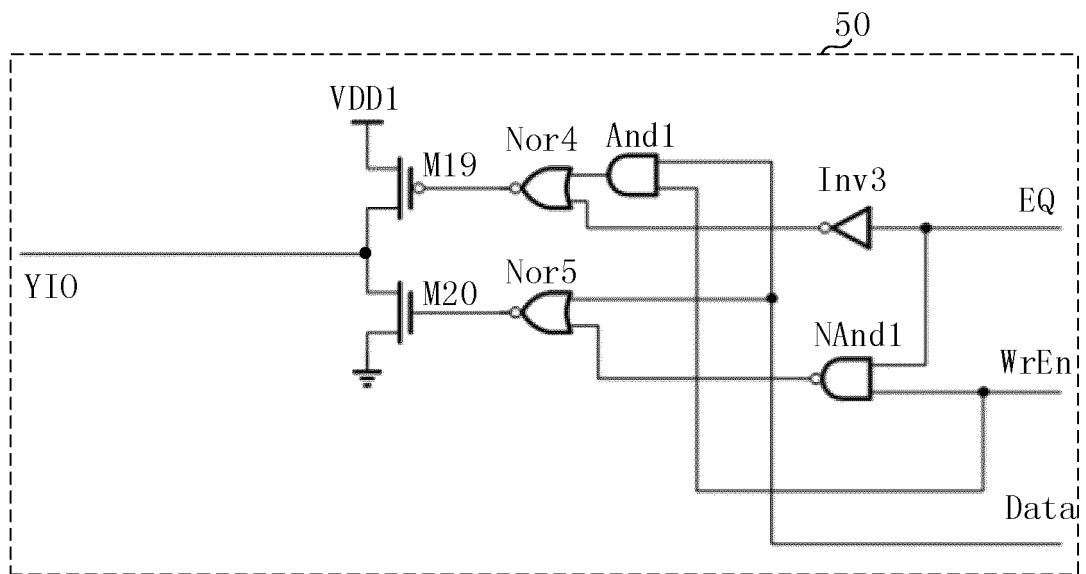 50
VDD1
Nor4
And1
M19
Inv3
EQ
YIO
Nor5
M20
NAnd1
WrEn
Data